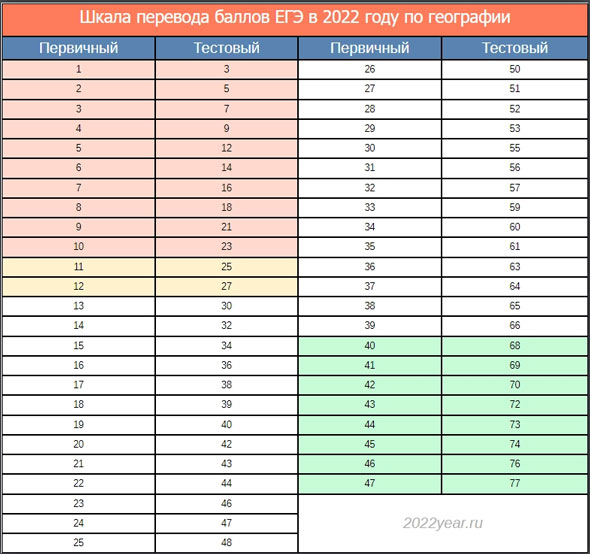 Шкала перевода баллов ЕГЭ в 2022 году по географии
Первичный Тестовый Первичный Тестовый
1 3 26 50
2 5 27 51
3 7 28 52
4 9 29 53
5 12 30 55
6 14 31 56
7 16 32 57
8 18 33 59
9 21 34 60
10 23 35 61
11 25 36 63
12 27 37 64
13 30 38 65
14 32 39 66
15 34 40 68
16 36 41 69
17 38 42 70
18 39 43 72
19 40 44 73
20 42 45 74
21 43 46 76
22 44 47 77
23 46
24 47
25 48
2022year.ru